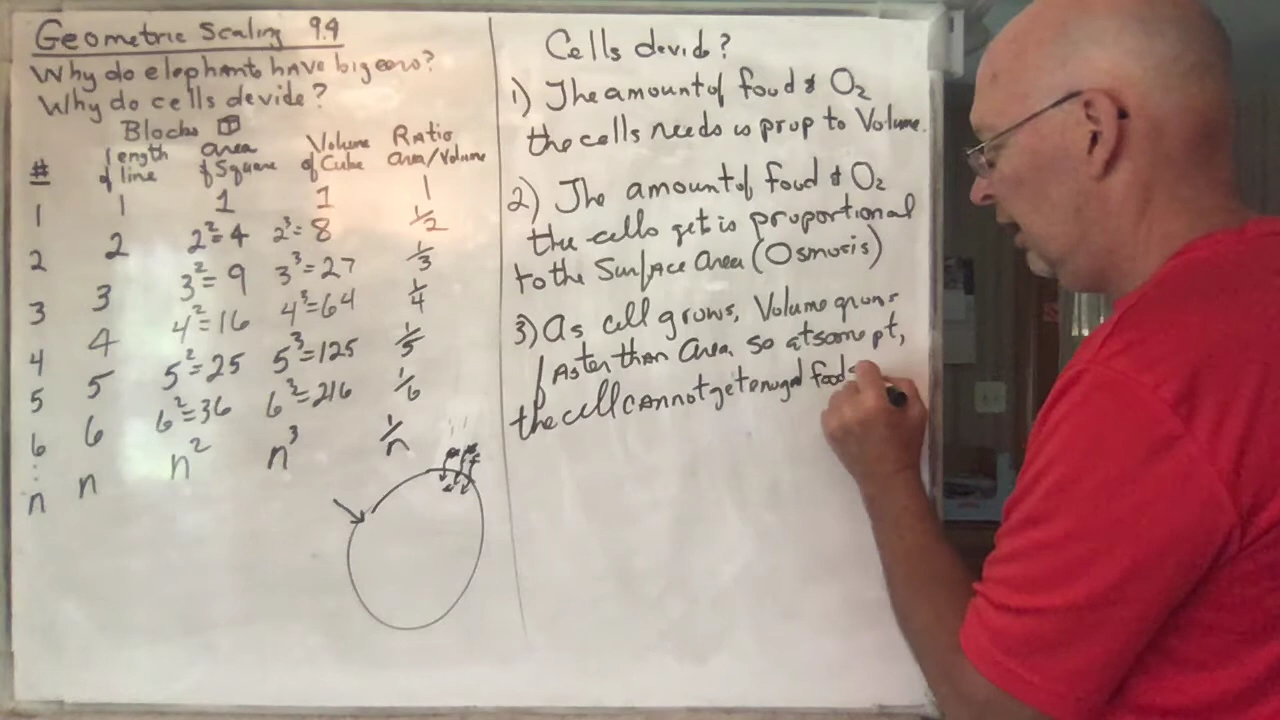 Geometric Scaling 9.4
Why do elephants have big ears?
Why do cells devide?
Blocks
# length of line area of Square Volume of Cube Ratio area/Volume
1 1 1 1 1
2 2 2²=4 2³=8 1/2
3 3 3²=9 3³=27 1/3
4 4 4²=16 4³=64 1/4
5 5 5²=25 5³=125 1/5
6 6 6²=36 6³=216 1/6
⋮
n n n² n³ 1/n
Cells devide?
1) The amount of food & O₂
the cells needs is prop to Volume.
2) The amount of food & O₂
the cells get is proportional
to the Surface area (Osmosis)
3) As cell grows, Volume grows
faster than area so at some pt,
the cell cannot get enough food